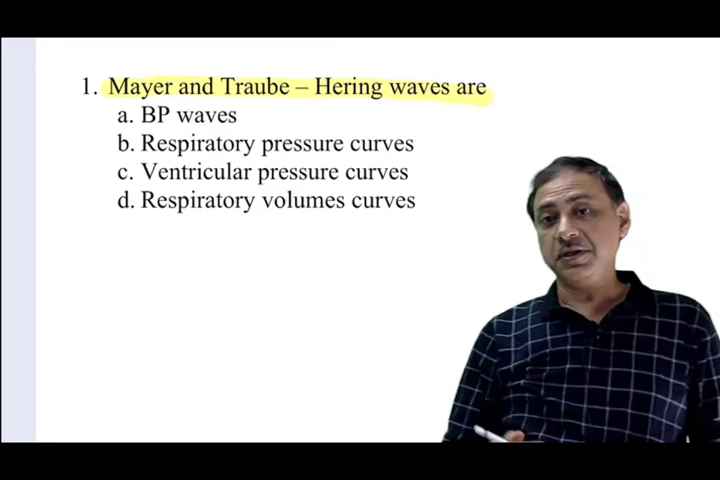 1. Mayer and Traube – Hering waves are
a. BP waves
b. Respiratory pressure curves
c. Ventricular pressure curves
d. Respiratory volumes curves